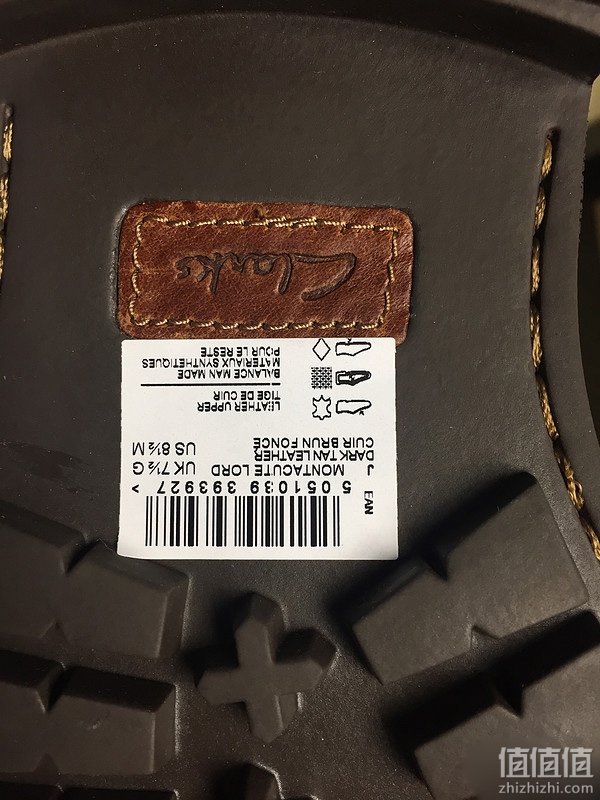 Clarks
EAN
5 051039 393927 >
J MONTACUTE LORD UK 7½ G
DARK TAN LEATHER US 8½ M
CUIR BRUN FONCÉ
LEATHER UPPER
TIGE DE CUIR
BALANCE MAN MADE
MATERIAUX SYNTHETIQUES
POUR LE RESTE
值值值
zhizhizhi.com